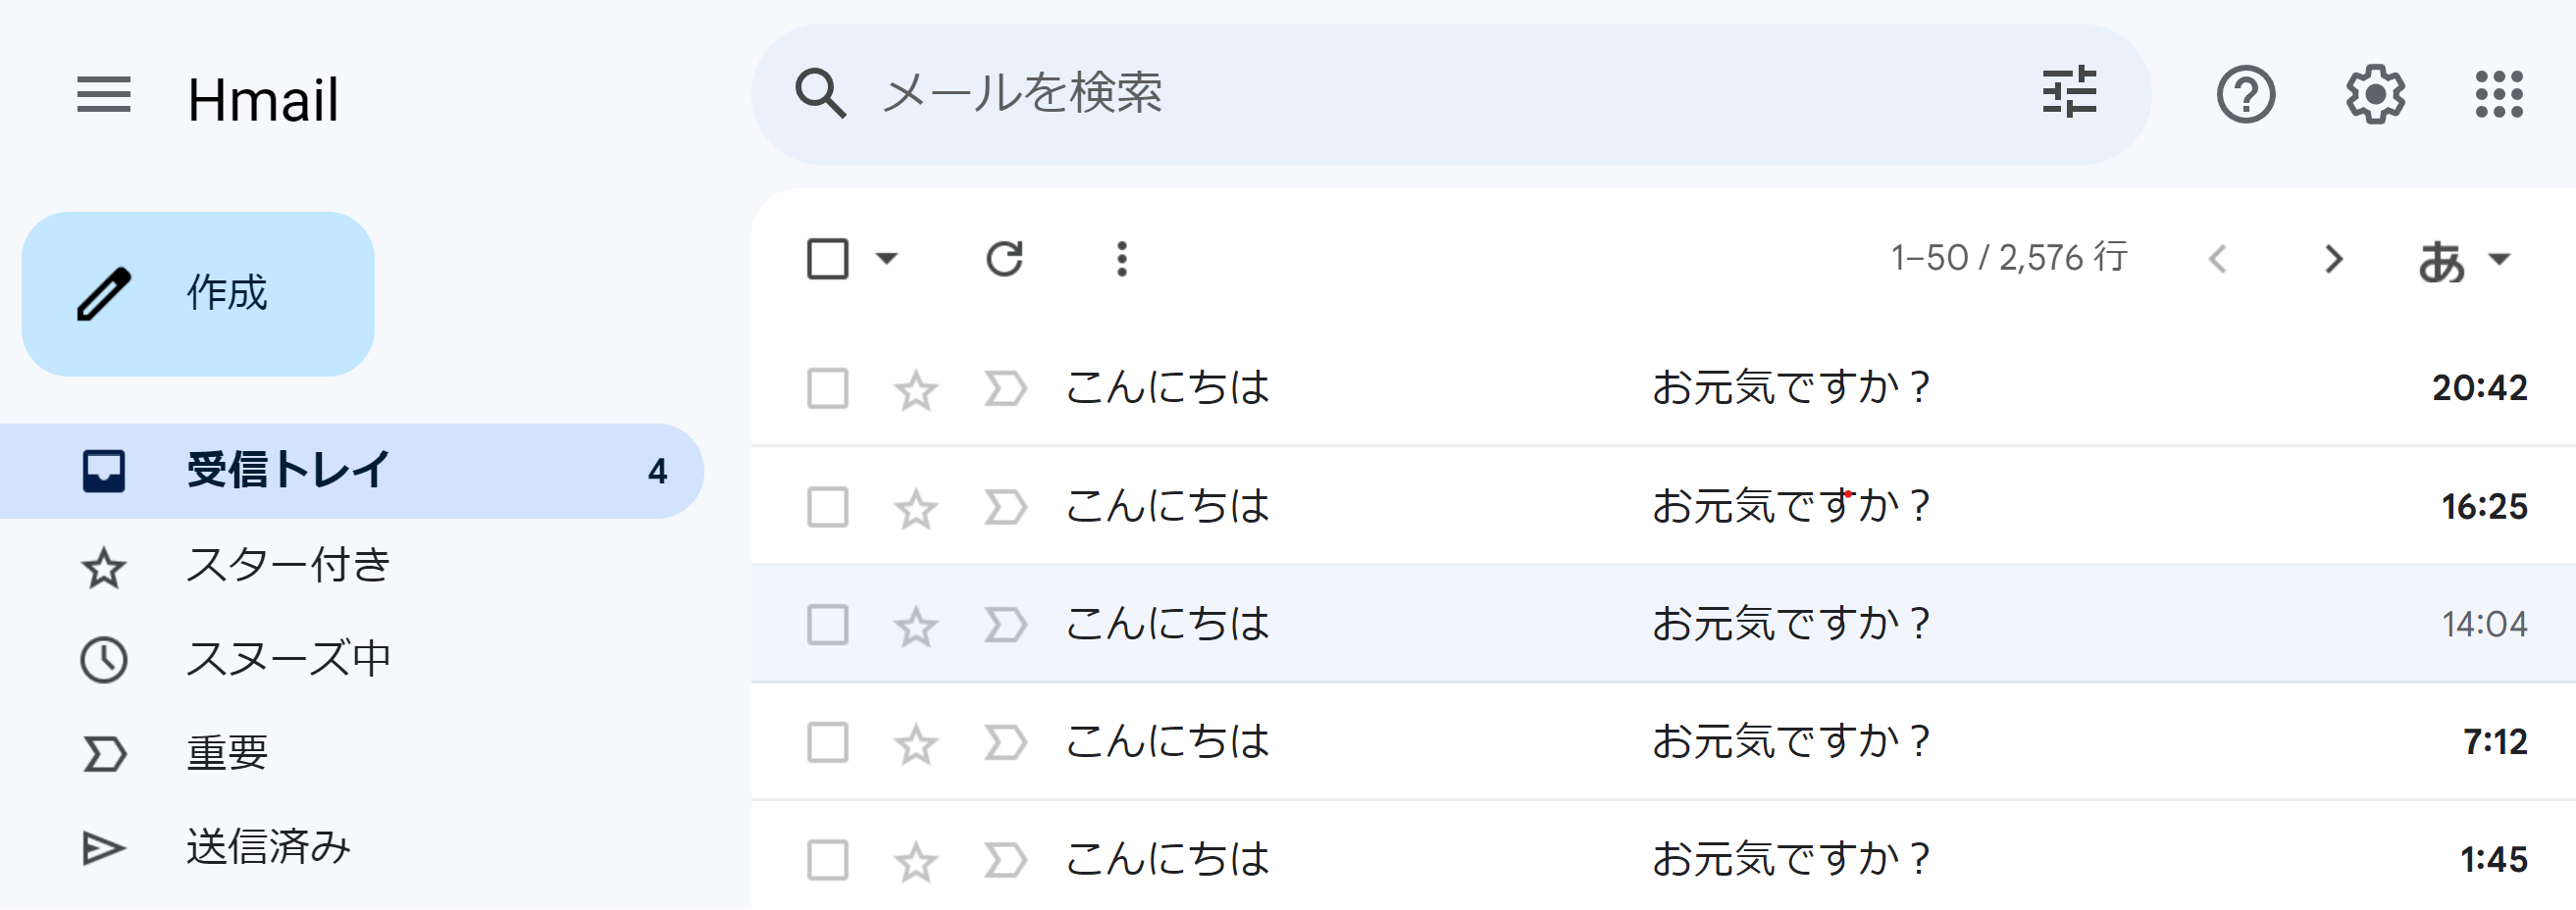 Hmail
メールを検索
作成
1–50 / 2,576 行
あ
受信トレイ 4
スター付き
スヌーズ中
重要
送信済み
こんにちは お元気ですか？ 20:42
こんにちは お元気ですか？ 16:25
こんにちは お元気ですか？ 14:04
こんにちは お元気ですか？ 7:12
こんにちは お元気ですか？ 1:45